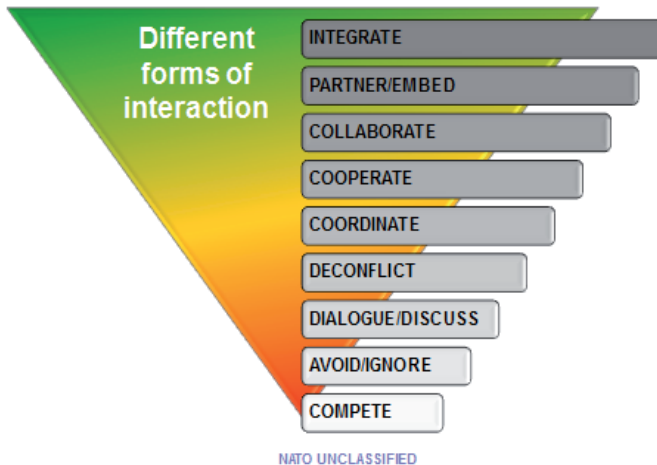 Different
forms of
interaction
INTEGRATE
PARTNER/EMBED
COLLABORATE
COOPERATE
COORDINATE
DECONFLICT
DIALOGUE/DISCUSS
AVOID/IGNORE
COMPETE
NATO UNCLASSIFIED